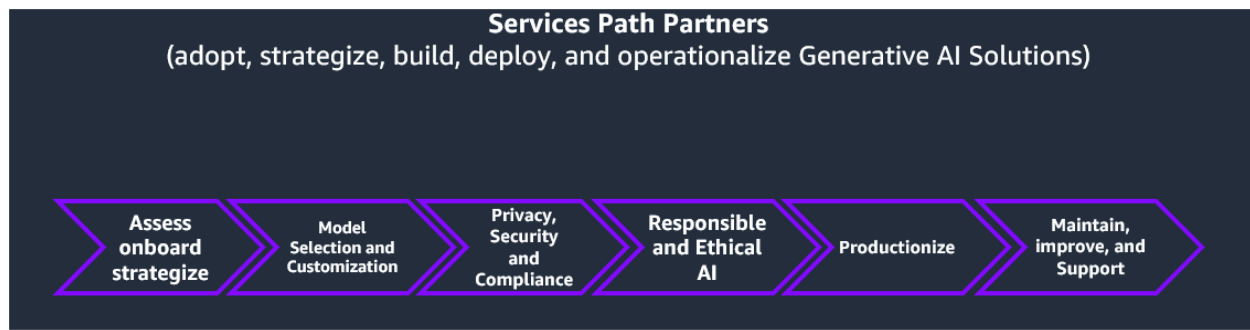 Services Path Partners
(adopt, strategize, build, deploy, and operationalize Generative AI Solutions)
Assess
onboard
strategize
Model
Selection and
Customization
Privacy,
Security
and
Compliance
Responsible
and Ethical
AI
Productionize
Maintain,
improve, and
Support